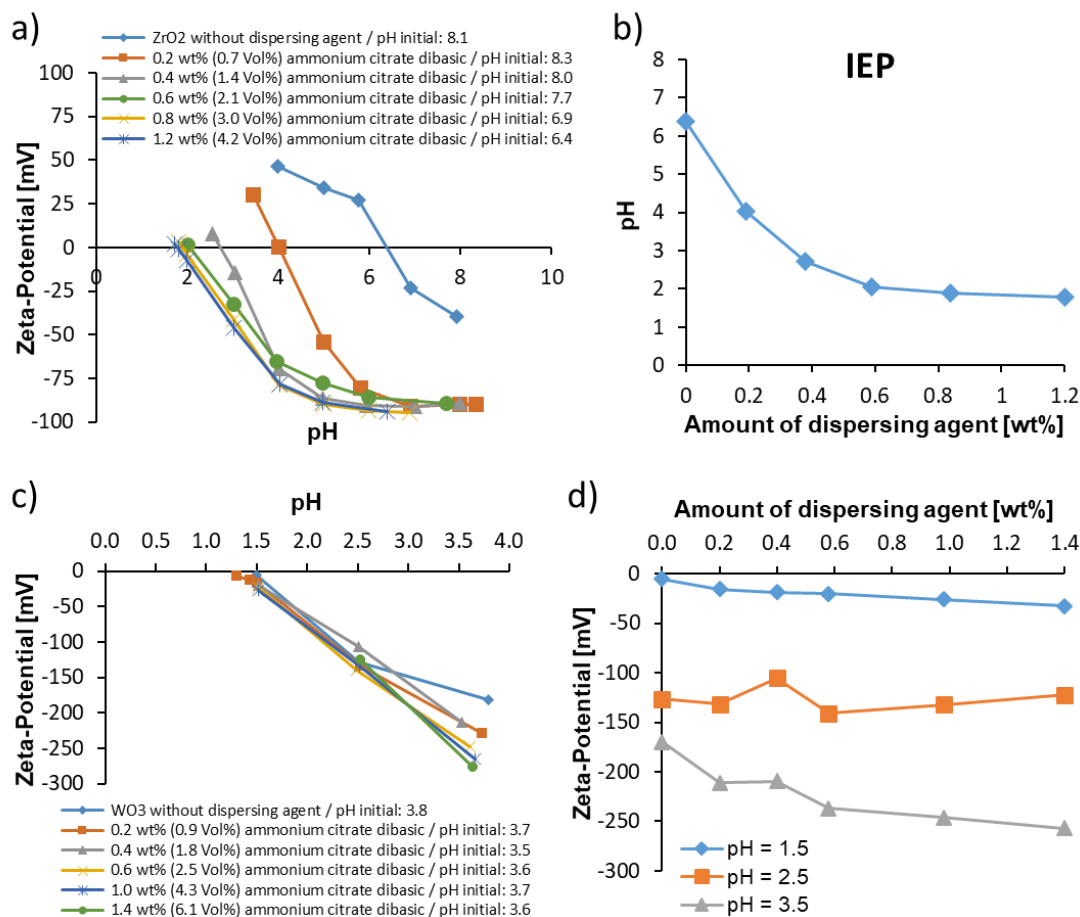 a)
ZrO2 without dispersing agent / pH initial: 8.1
0.2 wt% (0.7 Vol%) ammonium citrate dibasic / pH initial: 8.3
0.4 wt% (1.4 Vol%) ammonium citrate dibasic / pH initial: 8.0
0.6 wt% (2.1 Vol%) ammonium citrate dibasic / pH initial: 7.7
0.8 wt% (3.0 Vol%) ammonium citrate dibasic / pH initial: 6.9
1.2 wt% (4.2 Vol%) ammonium citrate dibasic / pH initial: 6.4
Zeta-Potential [mV]
100
75
50
25
0
-25
-50
-75
-100
0 2 4 6 8 10
pH
b)
IEP
pH
8
7
6
5
4
3
2
1
0
0 0.2 0.4 0.6 0.8 1 1.2
Amount of dispersing agent [wt%]
c)
pH
0.0 0.5 1.0 1.5 2.0 2.5 3.0 3.5 4.0
Zeta-Potential [mV]
0
-50
-100
-150
-200
-250
-300
WO3 without dispersing agent / pH initial: 3.8
0.2 wt% (0.9 Vol%) ammonium citrate dibasic / pH initial: 3.7
0.4 wt% (1.8 Vol%) ammonium citrate dibasic / pH initial: 3.5
0.6 wt% (2.5 Vol%) ammonium citrate dibasic / pH initial: 3.6
1.0 wt% (4.3 Vol%) ammonium citrate dibasic / pH initial: 3.7
1.4 wt% (6.1 Vol%) ammonium citrate dibasic / pH initial: 3.6
d)
Amount of dispersing agent [wt%]
0.0 0.2 0.4 0.6 0.8 1.0 1.2 1.4
Zeta-Potential [mV]
0
-50
-100
-150
-200
-250
-300
pH = 1.5
pH = 2.5
pH = 3.5